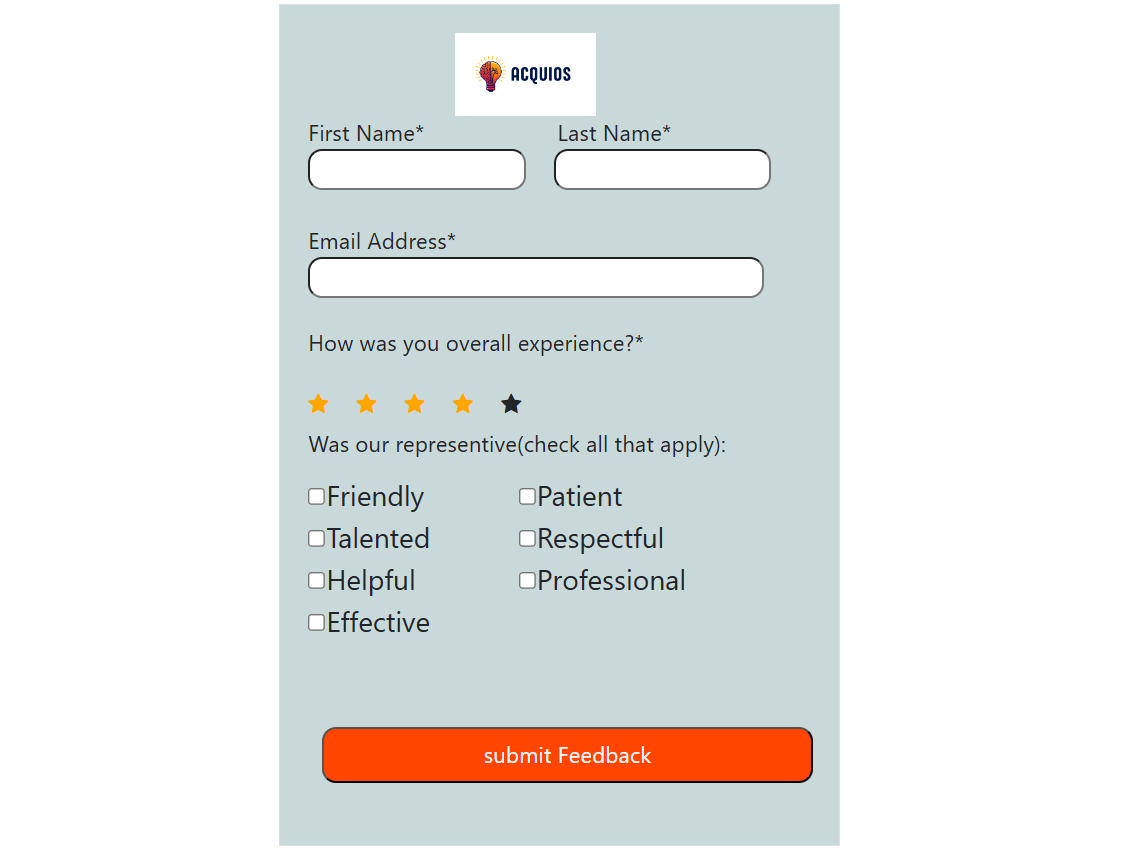 ACQUIOS
First Name* Last Name*
Email Address*
How was you overall experience?*
Was our representive(check all that apply):
Friendly Patient
Talented Respectful
Helpful Professional
Effective
submit Feedback